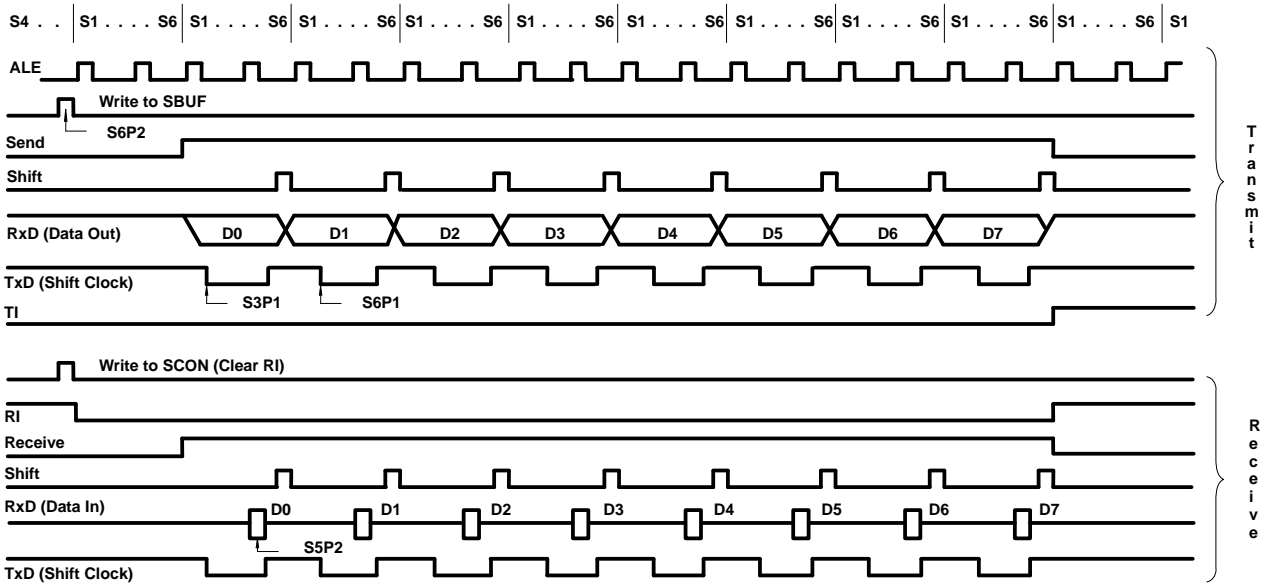 S4 . . S1 . . . . S6 S1 . . . . S6 S1 . . . . S6 S1 . . . . S6 S1 . . . . S6 S1 . . . . S6 S1 . . . . S6 S1 . . . . S6 S1 . . . . S6 S1 . . . . S6 S1
ALE
Write to SBUF
S6P2
Send
Shift
RxD (Data Out) D0 D1 D2 D3 D4 D5 D6 D7
TxD (Shift Clock)
S3P1 S6P1
TI
Transmit
Write to SCON (Clear RI)
RI
Receive
Shift
RxD (Data In) D0 D1 D2 D3 D4 D5 D6 D7
S5P2
TxD (Shift Clock)
Receive